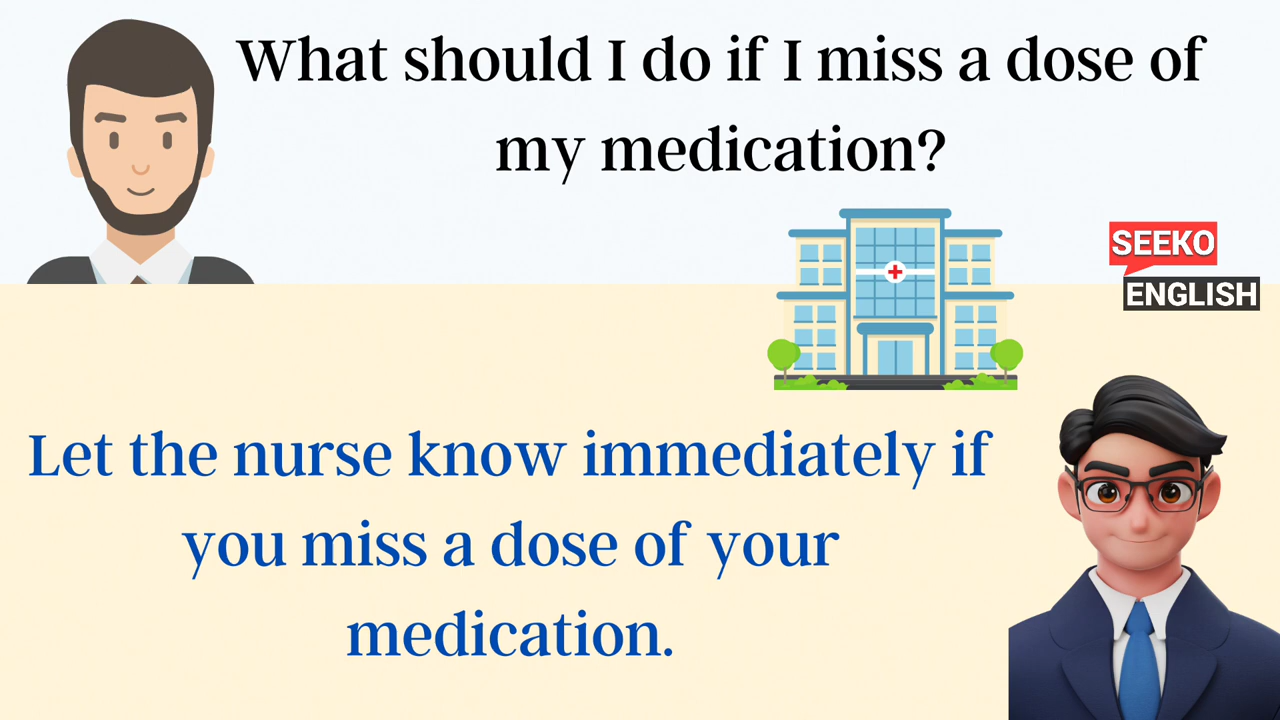 What should I do if I miss a dose of
my medication?
SEEKO
ENGLISH
Let the nurse know immediately if
you miss a dose of your
medication.